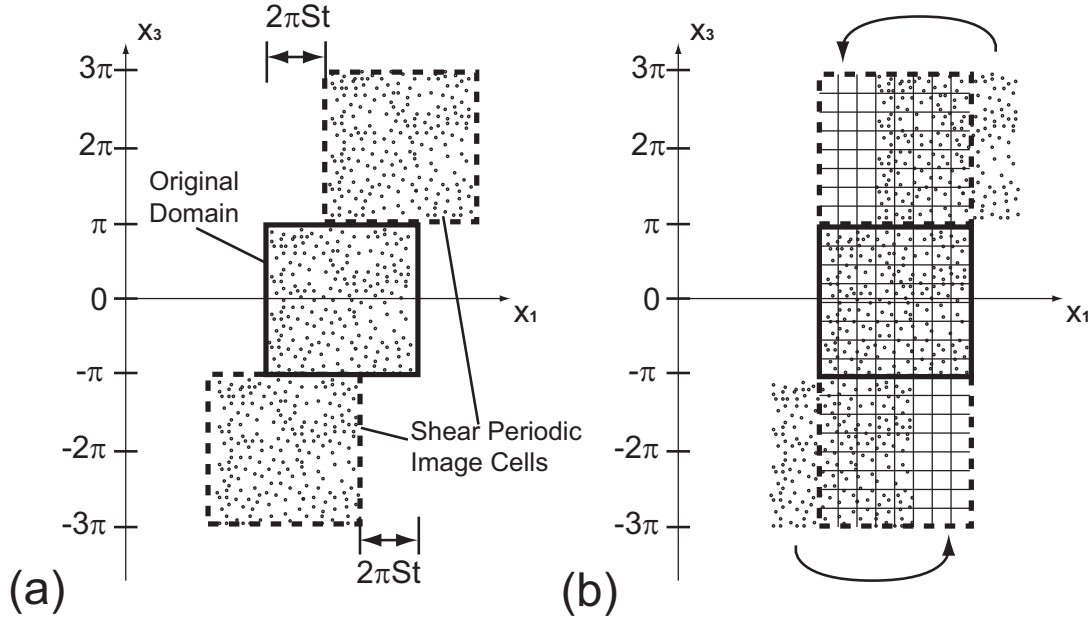 2πSt
x₃
3π
2π
Original
Domain
π
0
x₁
-π
Shear Periodic
Image Cells
-2π
-3π
2πSt
(a)
x₃
3π
2π
π
0
x₁
-π
-2π
-3π
(b)